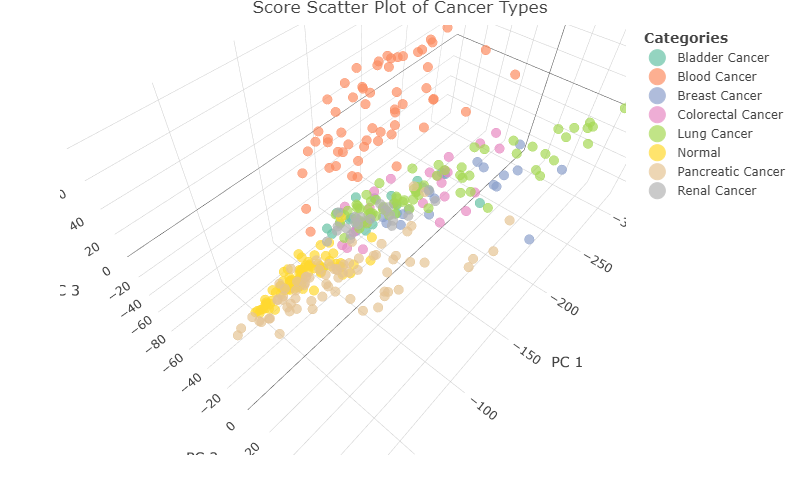 Score Scatter Plot of Cancer Types
Categories
Bladder Cancer
Blood Cancer
Breast Cancer
Colorectal Cancer
Lung Cancer
Normal
Pancreatic Cancer
Renal Cancer
40
20
0
−20
−40
−60
−80
−60
−40
−20
0
20
−250
−200
−150
−100
PC 1